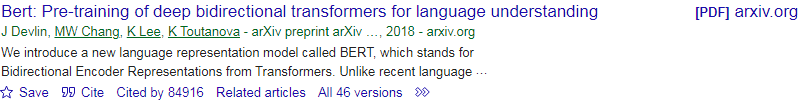 Bert: Pre-training of deep bidirectional transformers for language understanding [PDF] arxiv.org
J Devlin, MW Chang, K Lee, K Toutanova - arXiv preprint arXiv …, 2018 - arxiv.org
We introduce a new language representation model called BERT, which stands for
Bidirectional Encoder Representations from Transformers. Unlike recent language …
Save Cite Cited by 84916 Related articles All 46 versions